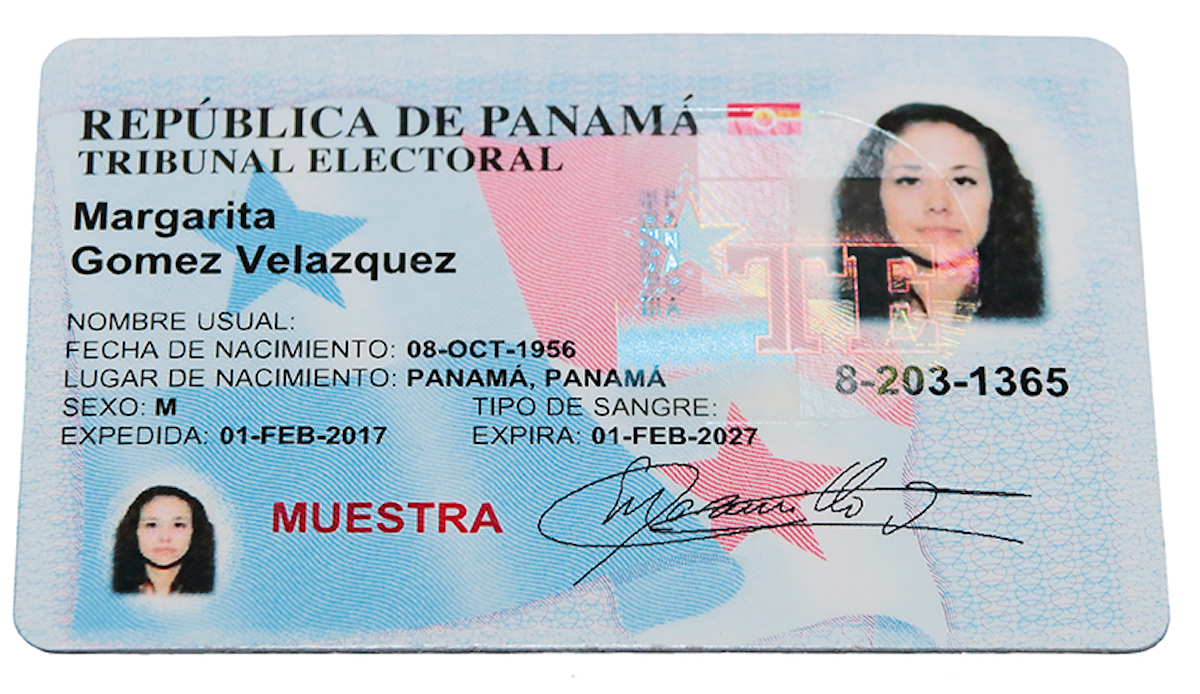 REPÚBLICA DE PANAMÁ
TRIBUNAL ELECTORAL
Margarita
Gomez Velazquez
NOMBRE USUAL:
FECHA DE NACIMIENTO: 08-OCT-1956
LUGAR DE NACIMIENTO: PANAMÁ, PANAMÁ
SEXO: M TIPO DE SANGRE:
EXPEDIDA: 01-FEB-2017 EXPIRA: 01-FEB-2027
TE
8-203-1365
MUESTRA